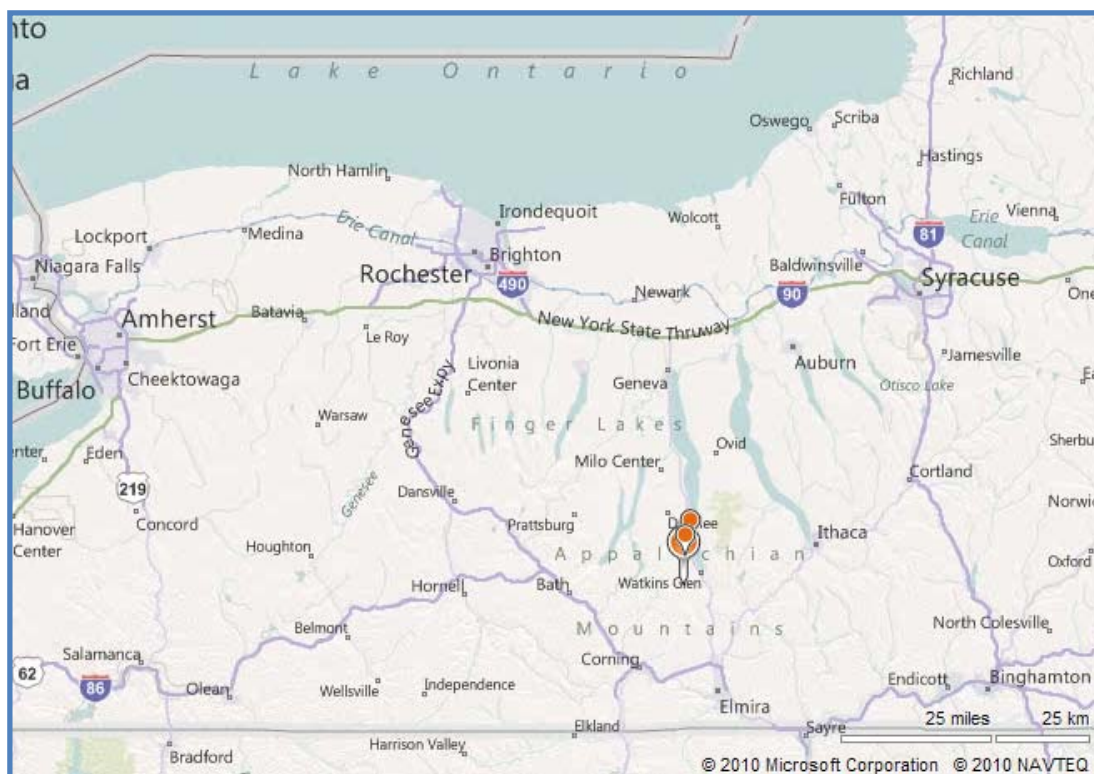 nto
a
Lake Ontario
Richland
Oswego
Scriba
Hastings
North Hamlin
Fulton
Irondequoit
Wolcott
Vienna
Erie Canal
Erie
Canal
Lockport
Medina
81
Brighton
Baldwinsville
Niagara Falls
Rochester
Syracuse
490
Newark
90
One
lland
Amherst
Batavia
New York State Thruway
Le Roy
Fort Erie
Auburn
Jamesville
Livonia
Center
Cheektowaga
Geneva
Buffalo
Otisco Lake
Ea
Genesee Expy
Warsaw
Finger Lakes
Ovid
Sherbu
enter
Eden
Milo Center
Cortland
219
Genesee
Dansville
Norwic
Concord
Prattsburg
Hanover
Center
Ithaca
Houghton
Appalachian
Oxford
Hornell
Bath
Watkins Glen
Belmont
Mountains
North Colesville
Salamanca
Corning
62
86
Olean
Wellsville
Independence
Endicott
Binghamton
Elmira
Elkland
Sayre
25 miles
25 km
Bradford
Harrison Valley
© 2010 Microsoft Corporation © 2010 NAVTEQ